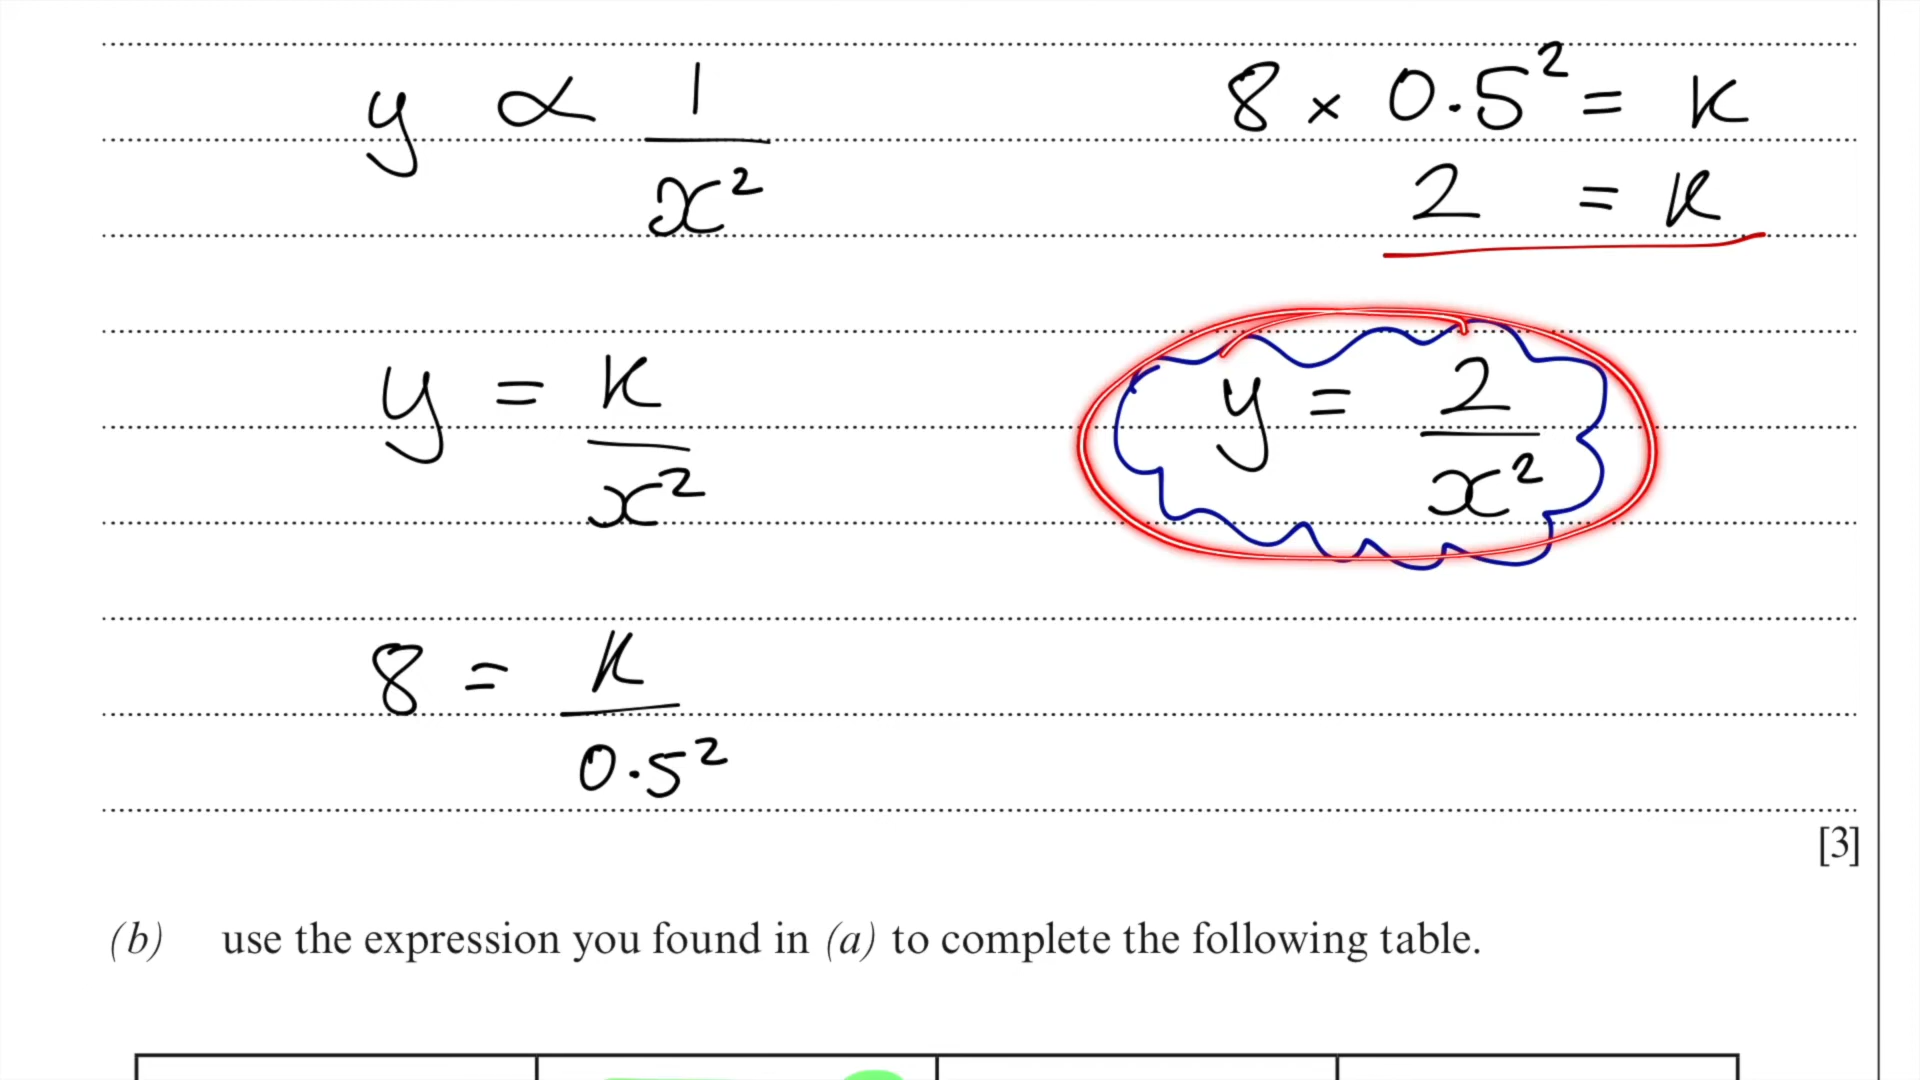 y ∝ 1/x²
y = k/x²
8 = k/0.5²
8 × 0.5² = k
2 = k
y = 2/x²
[3]
(b) use the expression you found in (a) to complete the following table.